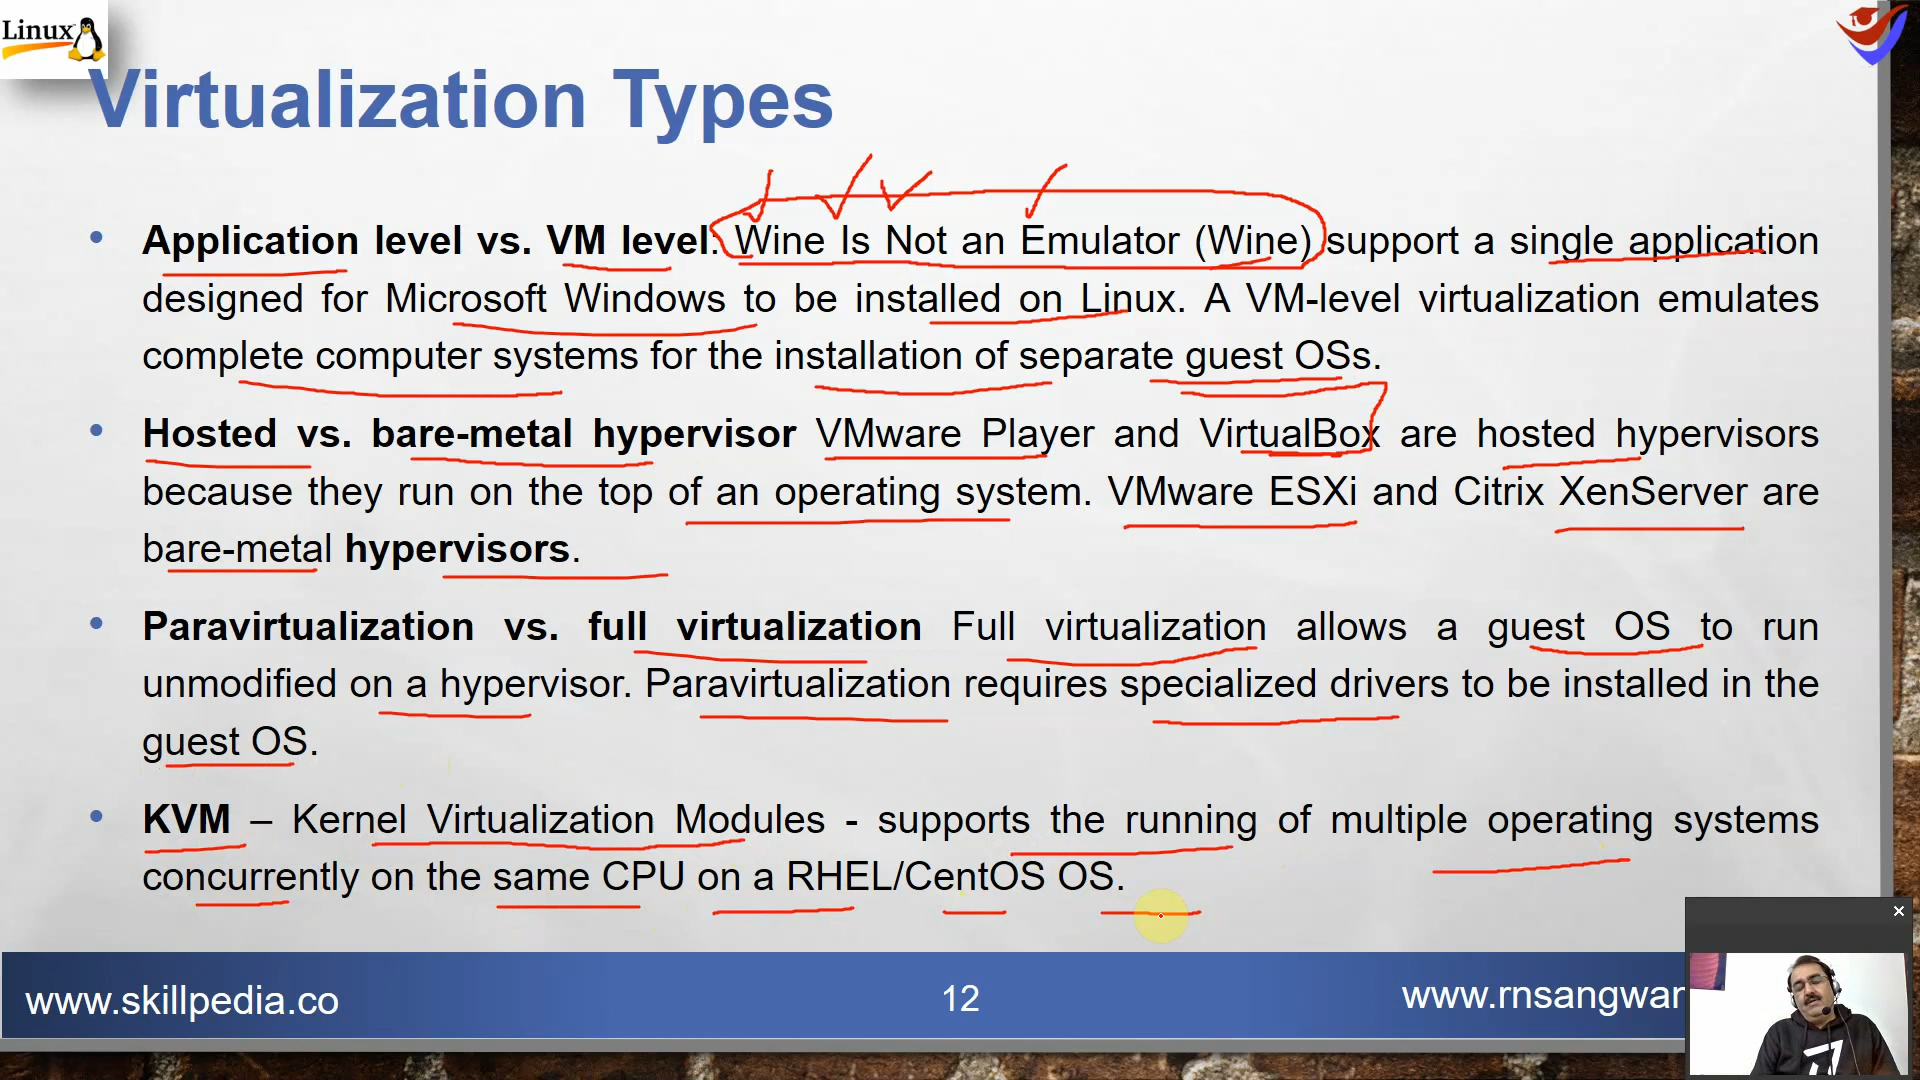 Linux
Virtualization Types
• Application level vs. VM level: Wine Is Not an Emulator (Wine) support a single application
designed for Microsoft Windows to be installed on Linux. A VM-level virtualization emulates
complete computer systems for the installation of separate guest OSs.
• Hosted vs. bare-metal hypervisor VMware Player and VirtualBox are hosted hypervisors
because they run on the top of an operating system. VMware ESXi and Citrix XenServer are
bare-metal hypervisors.
• Paravirtualization vs. full virtualization Full virtualization allows a guest OS to run
unmodified on a hypervisor. Paravirtualization requires specialized drivers to be installed in the
guest OS.
• KVM – Kernel Virtualization Modules - supports the running of multiple operating systems
concurrently on the same CPU on a RHEL/CentOS OS.
www.skillpedia.co
12
www.rnsangwan